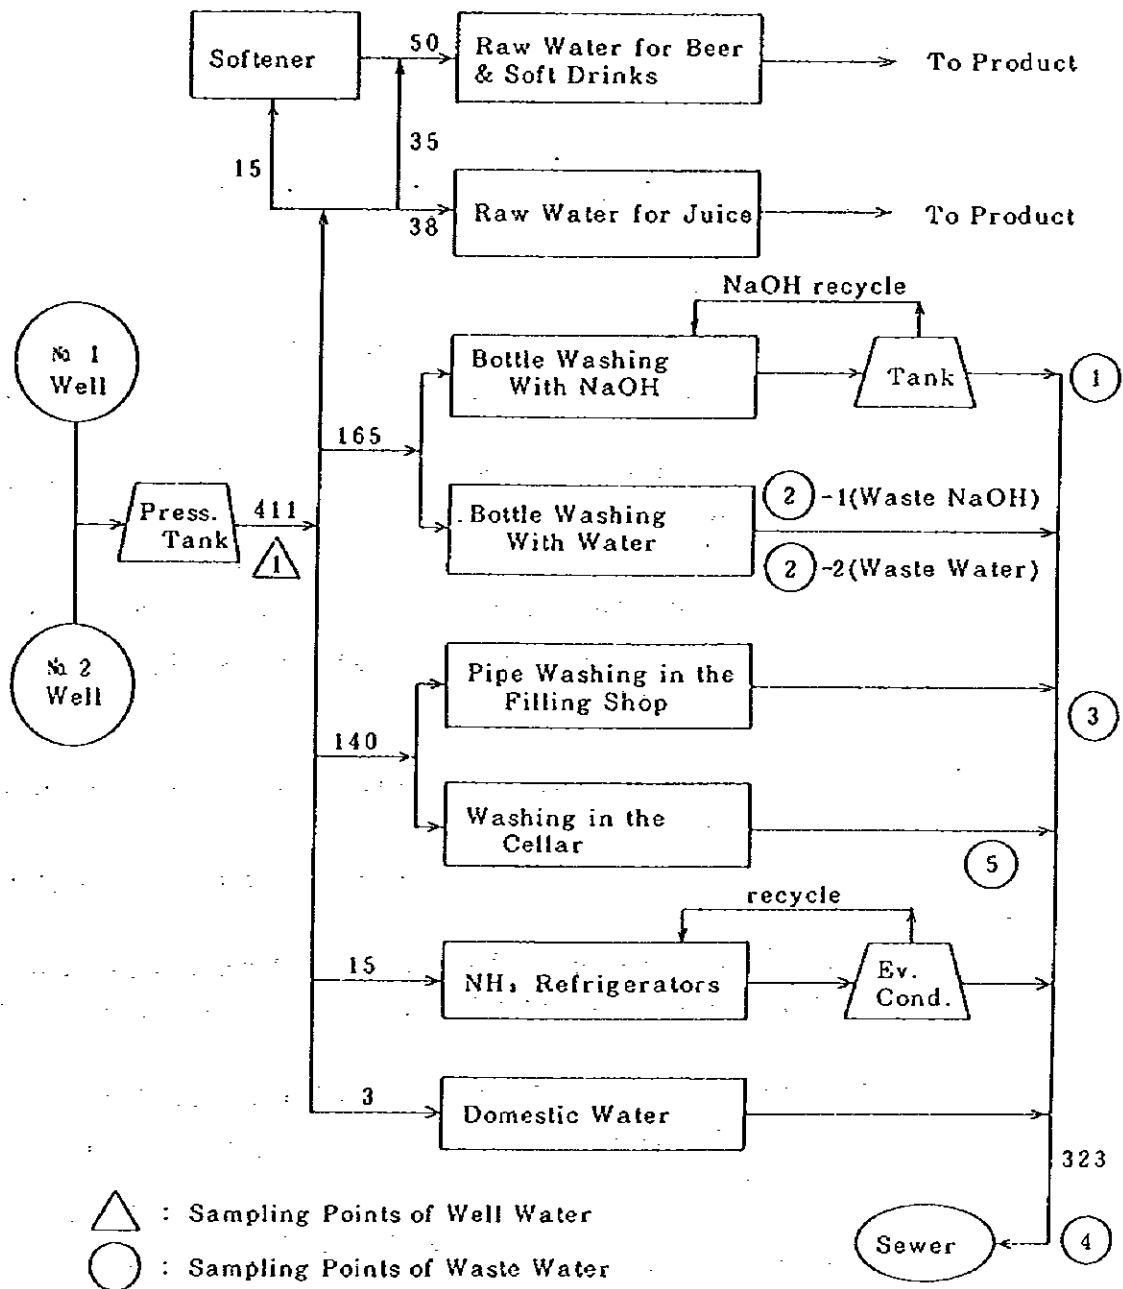 Softener
50
Raw Water for Beer
& Soft Drinks
To Product
15
35
38
Raw Water for Juice
To Product
NaOH recycle
№ 1
Well
Bottle Washing
With NaOH
Tank
1
165
Press.
Tank
411
1
Bottle Washing
With Water
2 -1(Waste NaOH)
2 -2(Waste Water)
№ 2
Well
Pipe Washing in the
Filling Shop
3
140
Washing in the
Cellar
5
recycle
15
NH₃ Refrigerators
Ev.
Cond.
3
Domestic Water
323
Sewer
4
: Sampling Points of Well Water
: Sampling Points of Waste Water